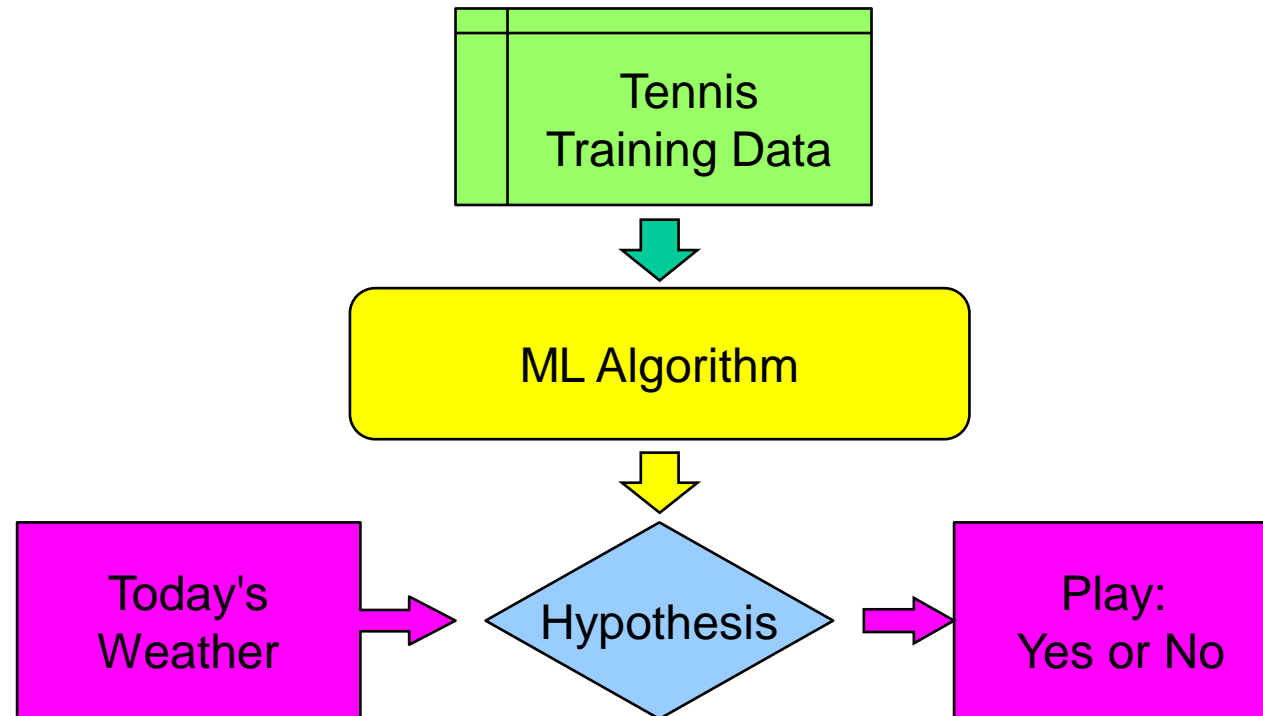 Tennis
Training Data
ML Algorithm
Today's
Weather
Hypothesis
Play:
Yes or No